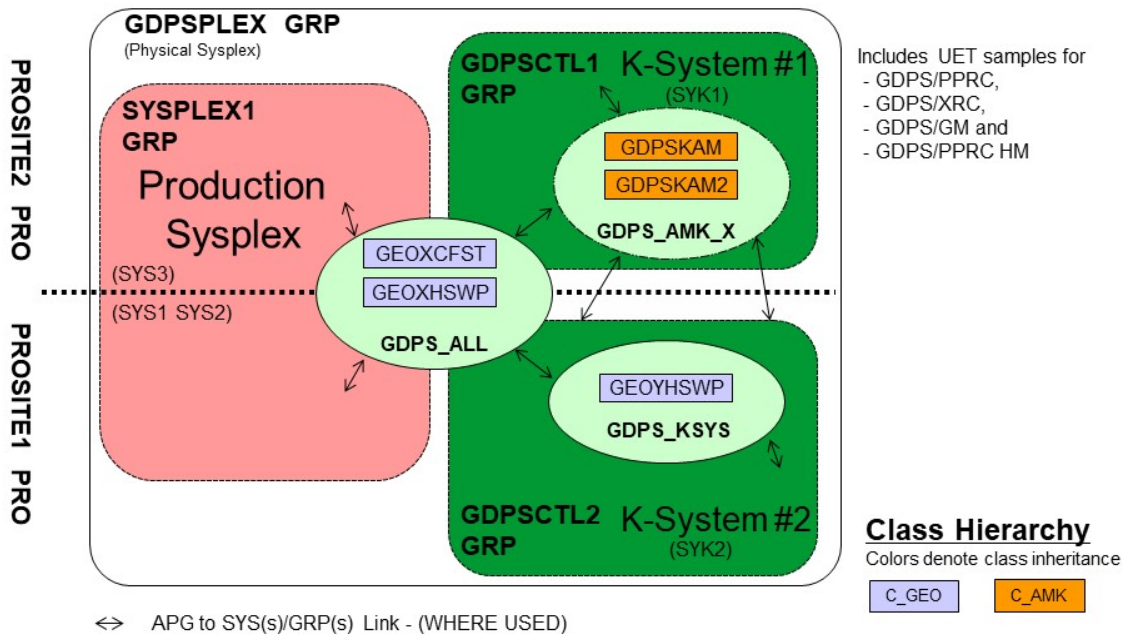 GDPSPLEX GRP
(Physical Sysplex)
PROSITE2 PRO
PROSITE1 PRO
SYSPLEX1
GRP
Production
Sysplex
(SYS3)
(SYS1 SYS2)
GDPSCTL1
GRP
K-System #1
(SYK1)
GDPSKAM
GDPSKAM2
GDPS_AMK_X
GEOXCFST
GEOXHSWP
GDPS_ALL
GEOYHSWP
GDPS_KSYS
GDPSCTL2
GRP
K-System #2
(SYK2)
Includes UET samples for
- GDPS/PPRC,
- GDPS/XRC,
- GDPS/GM and
- GDPS/PPRC HM
Class Hierarchy
Colors denote class inheritance
C_GEO
C_AMK
APG to SYS(s)/GRP(s) Link - (WHERE USED)